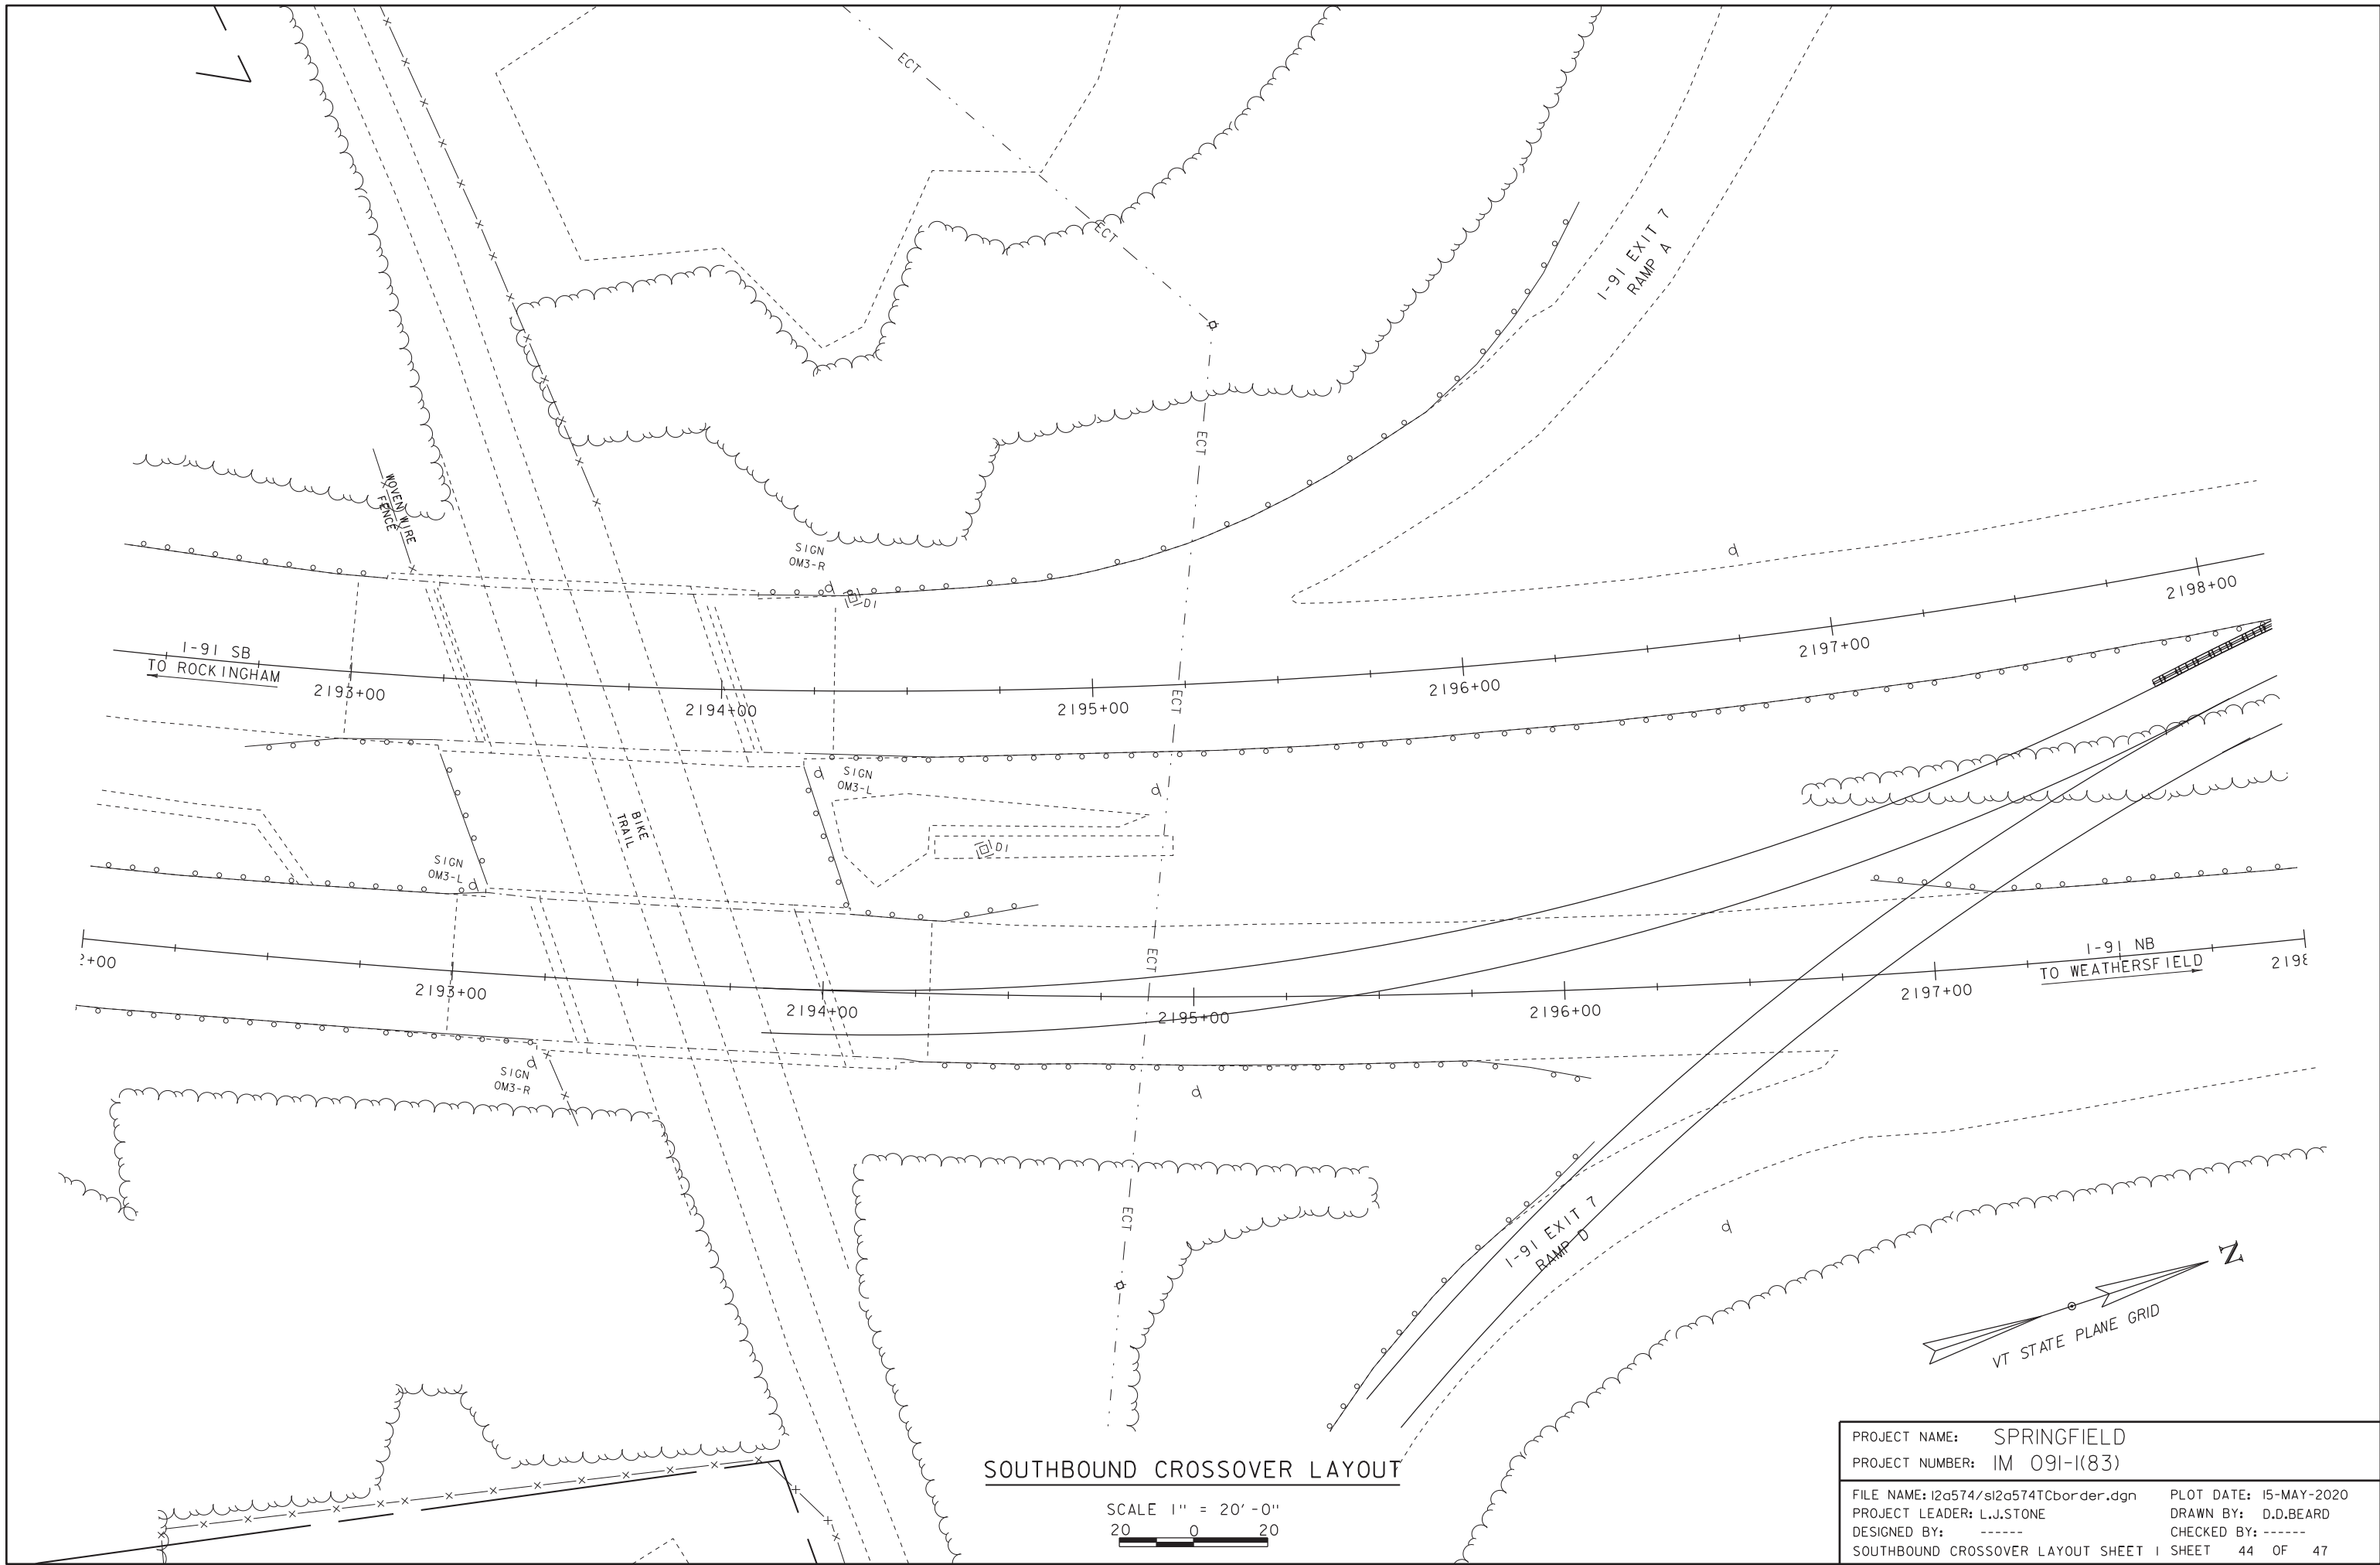 ECT
ECT
I-91 EXIT 7
RAMP A
ECT
WOVEN WIRE
FENCE
SIGN
OM3-R
DI
2198+00
2197+00
I-91 SB
TO ROCKINGHAM
2193+00
2194+00
2195+00
2196+00
ECT
SIGN
OM3-L
BIKE
TRAIL
DI
SIGN
OM3-L
ECT
I-91 NB
TO WEATHERSFIELD
2+00
2193+00
2194+00
2195+00
2196+00
2197+00
219
SIGN
OM3-R
ECT
I-91 EXIT 7
RAMP D
N
VT STATE PLANE GRID
SOUTHBOUND CROSSOVER LAYOUT
SCALE 1" = 20'-0"
20 0 20
PROJECT NAME: SPRINGFIELD
PROJECT NUMBER: IM 091-1(83)
FILE NAME: 12a574/s12a574TCborder.dgn PLOT DATE: 15-MAY-2020
PROJECT LEADER: L.J.STONE DRAWN BY: D.D.BEARD
DESIGNED BY: ------ CHECKED BY: ------
SOUTHBOUND CROSSOVER LAYOUT SHEET 1 SHEET 44 OF 47